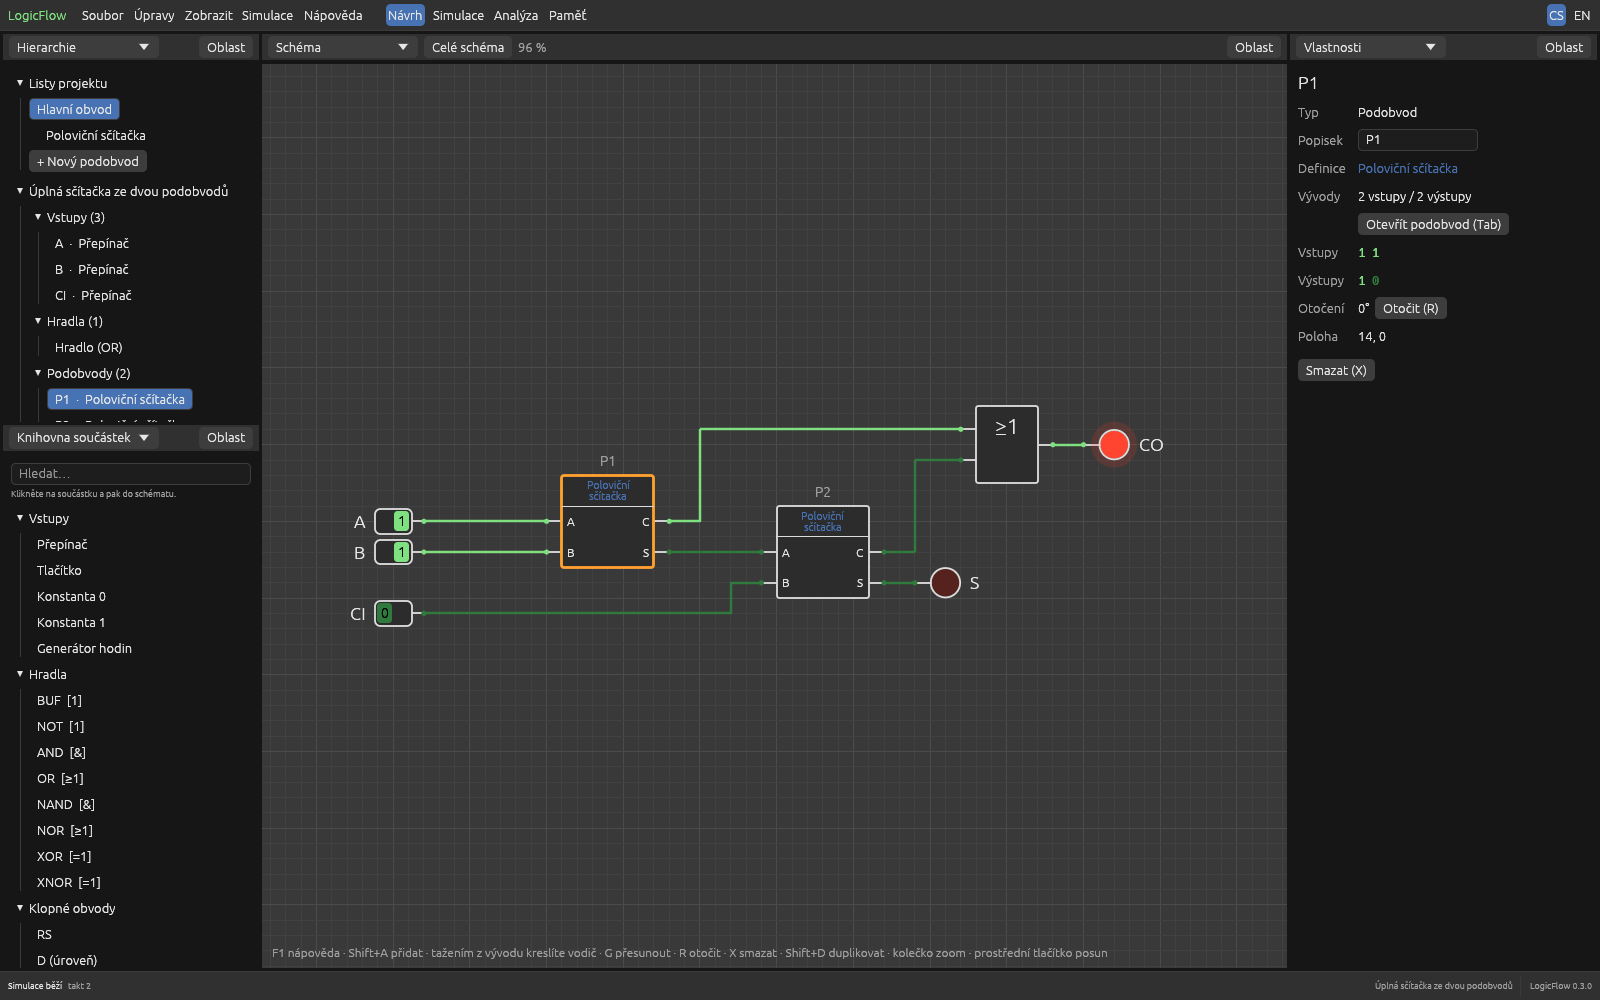 LogicFlow Soubor Úpravy Zobrazit Simulace Nápověda Návrh Simulace Analýza Paměť CS EN
Hierarchie Oblast
Listy projektu
Hlavní obvod
Poloviční sčítačka
+ Nový podobvod
Úplná sčítačka ze dvou podobvodů
Vstupy (3)
A · Přepínač
B · Přepínač
CI · Přepínač
Hradla (1)
Hradlo (OR)
Podobvody (2)
P1 · Poloviční sčítačka
Knihovna součástek Oblast
Hledat…
Klikněte na součástku a pak do schématu.
Vstupy
Přepínač
Tlačítko
Konstanta 0
Konstanta 1
Generátor hodin
Hradla
BUF [1]
NOT [1]
AND [&]
OR [≥1]
NAND [&]
NOR [≥1]
XOR [=1]
XNOR [=1]
Klopné obvody
RS
D (úroveň)
Schéma Celé schéma 96 % Oblast
≥1
CO
P1
Poloviční
sčítačka
A C
B S
P2
Poloviční
sčítačka
A C
B S
A 1
B 1
CI 0
S
F1 nápověda · Shift+A přidat · tažením z vývodu kreslíte vodič · G přesunout · R otočit · X smazat · Shift+D duplikovat · kolečko zoom · prostřední tlačítko posun
Vlastnosti Oblast
P1
Typ Podobvod
Popisek P1
Definice Poloviční sčítačka
Vývody 2 vstupy / 2 výstupy
Otevřít podobvod (Tab)
Vstupy 1 1
Výstupy 1 0
Otočení 0° Otočit (R)
Poloha 14, 0
Smazat (X)
Simulace běží takt 2
Úplná sčítačka ze dvou podobvodů LogicFlow 0.3.0